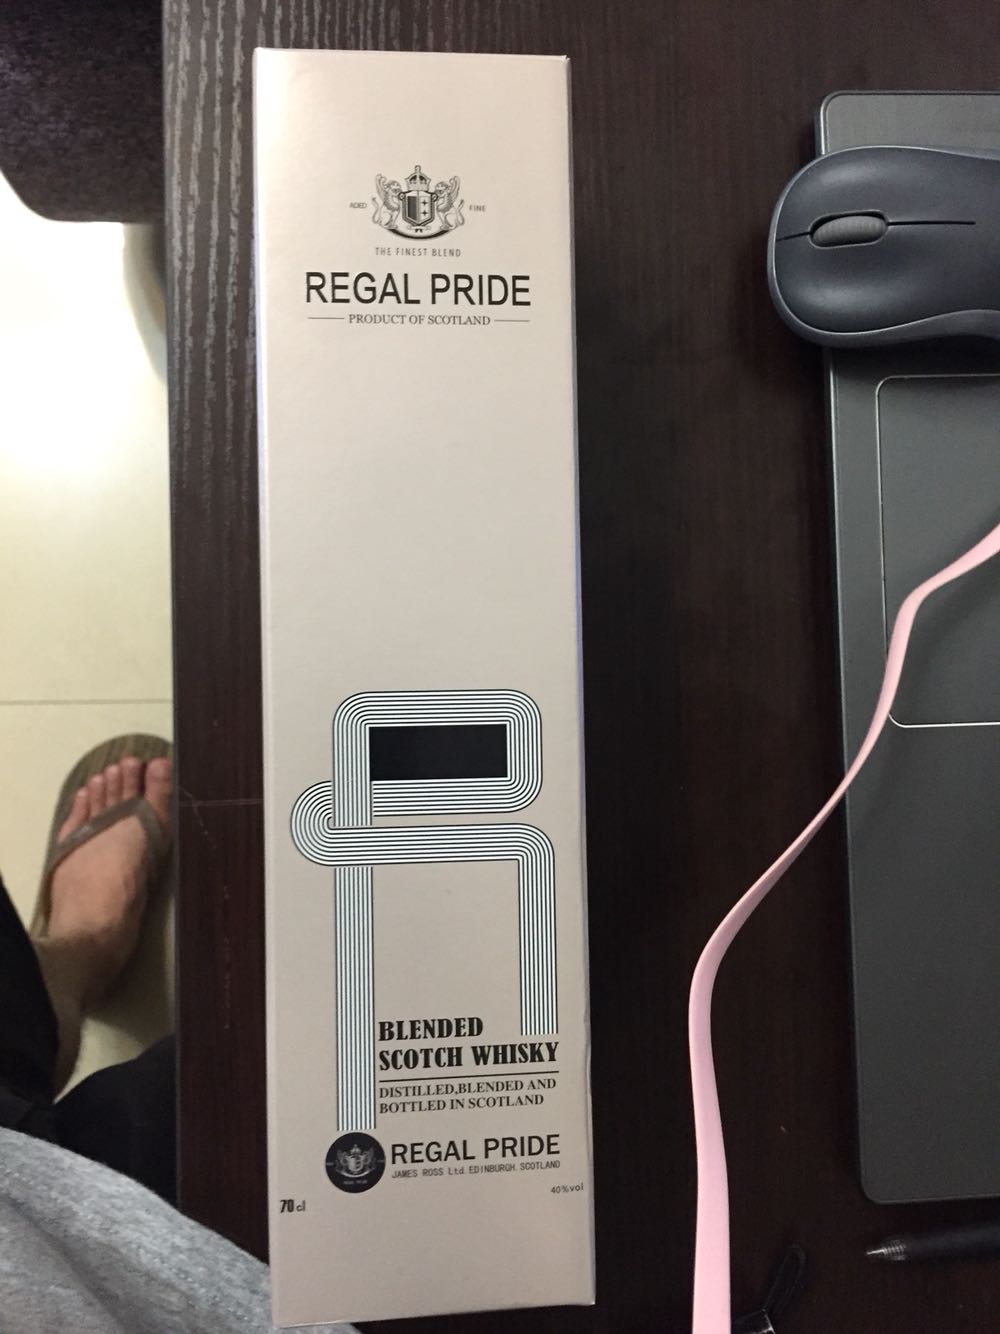 AGED FINE
THE FINEST BLEND
REGAL PRIDE
PRODUCT OF SCOTLAND
BLENDED
SCOTCH WHISKY
DISTILLED,BLENDED AND
BOTTLED IN SCOTLAND
REGAL PRIDE
JAMES ROSS Ltd. EDINBURGH. SCOTLAND
40%vol
70cl